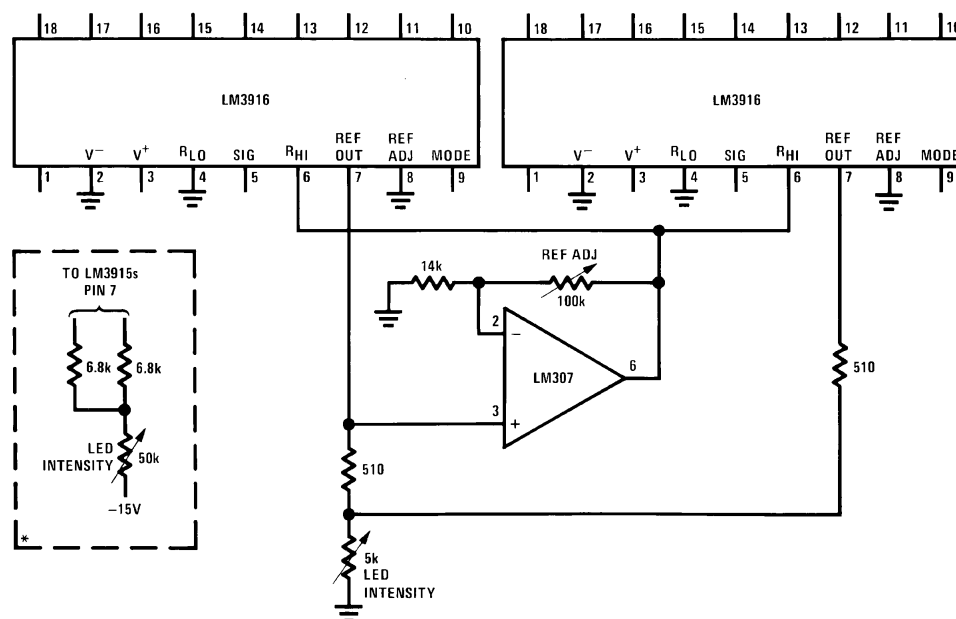 18 17 16 15 14 13 12 11 10
18 17 16 15 14 13 12 11
LM3916
LM3916
V⁻ V⁺ RLO SIG RHI REF OUT REF ADJ MODE
V⁻ V⁺ RLO SIG RHI REF OUT REF ADJ MODE
1 2 3 4 5 6 7 8 9
1 2 3 4 5 6 7 8 9
TO LM3915s
PIN 7
6.8k 6.8k
LED
INTENSITY
50k
–15V
*
14k
REF ADJ
100k
2
–
LM307
6
3
+
510
510
5k
LED
INTENSITY